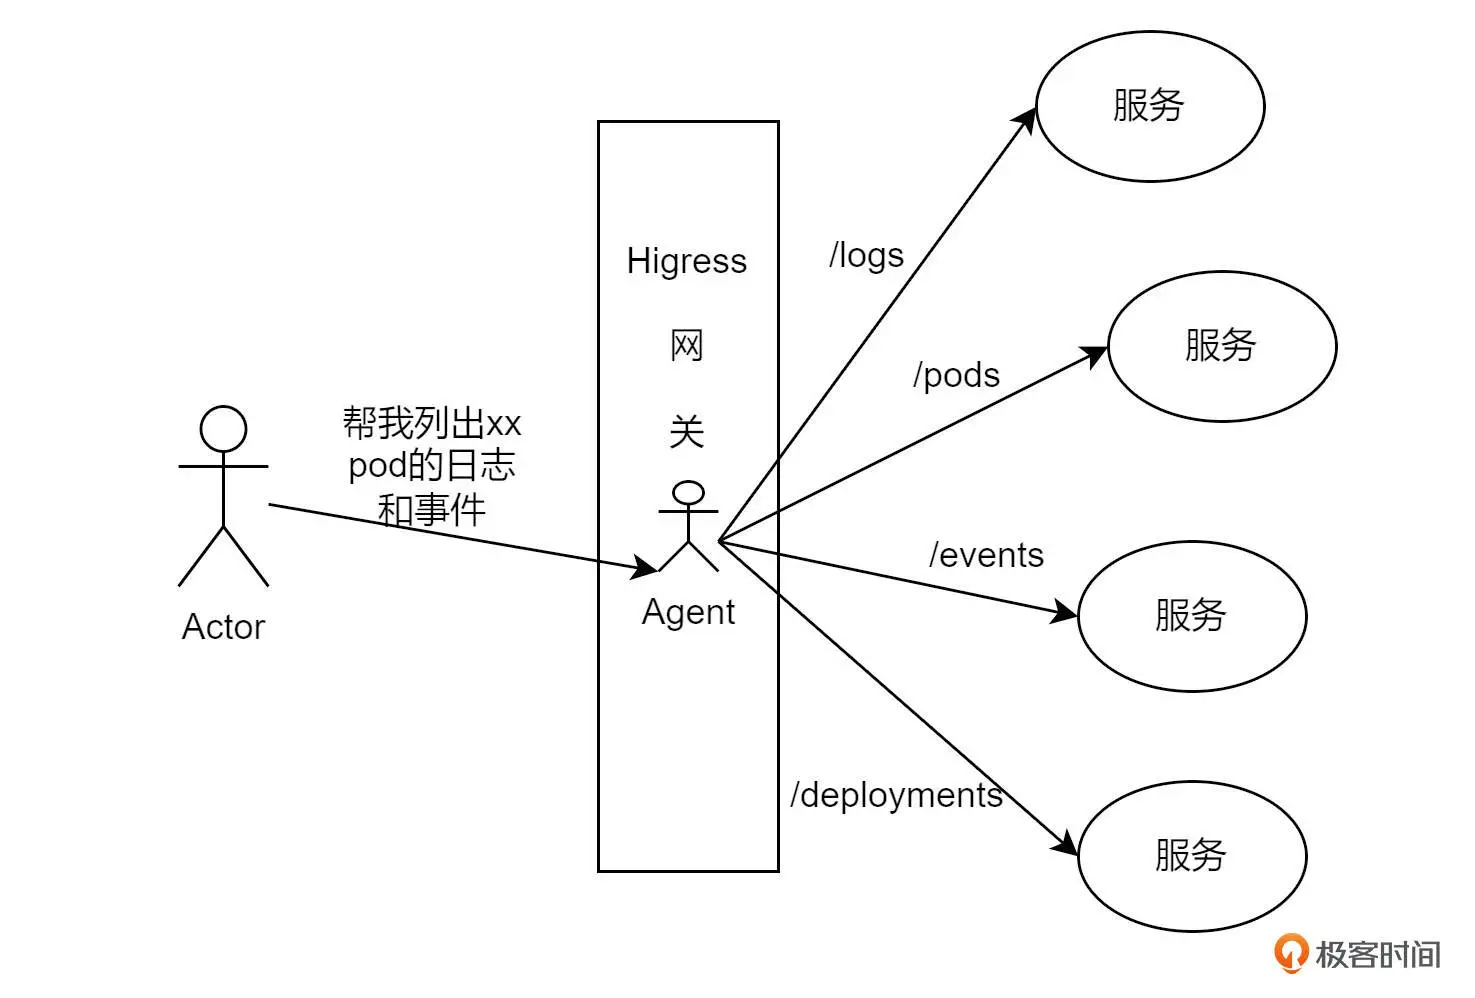 服务
Higress
网
关
/logs
服务
/pods
帮我列出xx
pod的日志
和事件
Actor
Agent
/events
服务
/deployments
服务
极客时间